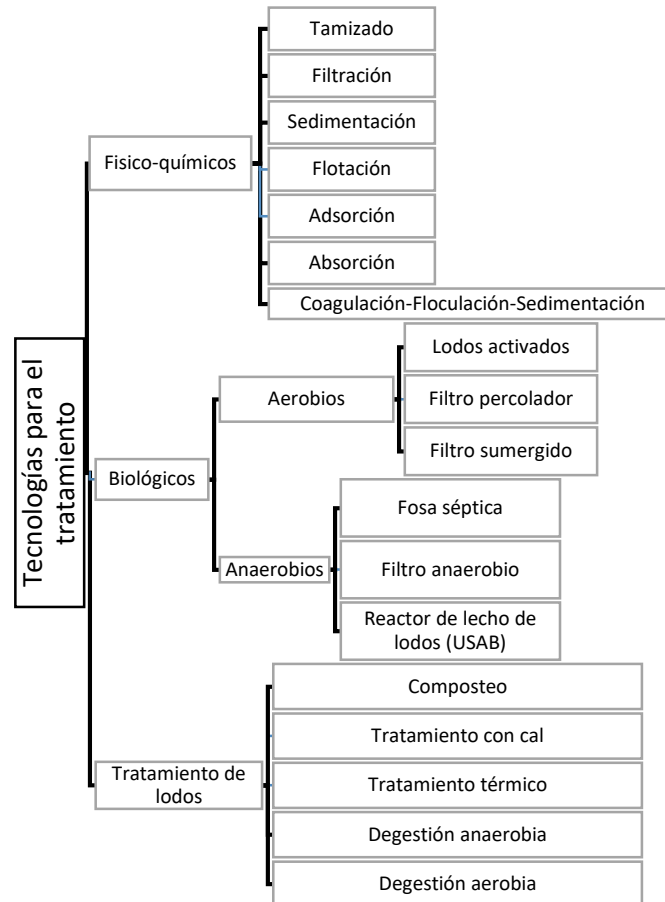 Tecnologías para el
tratamiento
Fisico-químicos
Tamizado
Filtración
Sedimentación
Flotación
Adsorción
Absorción
Coagulación-Floculación-Sedimentación
Biológicos
Aerobios
Lodos activados
Filtro percolador
Filtro sumergido
Anaerobios
Fosa séptica
Filtro anaerobio
Reactor de lecho de
lodos (USAB)
Tratamiento de
lodos
Composteo
Tratamiento con cal
Tratamiento térmico
Degestión anaerobia
Degestión aerobia